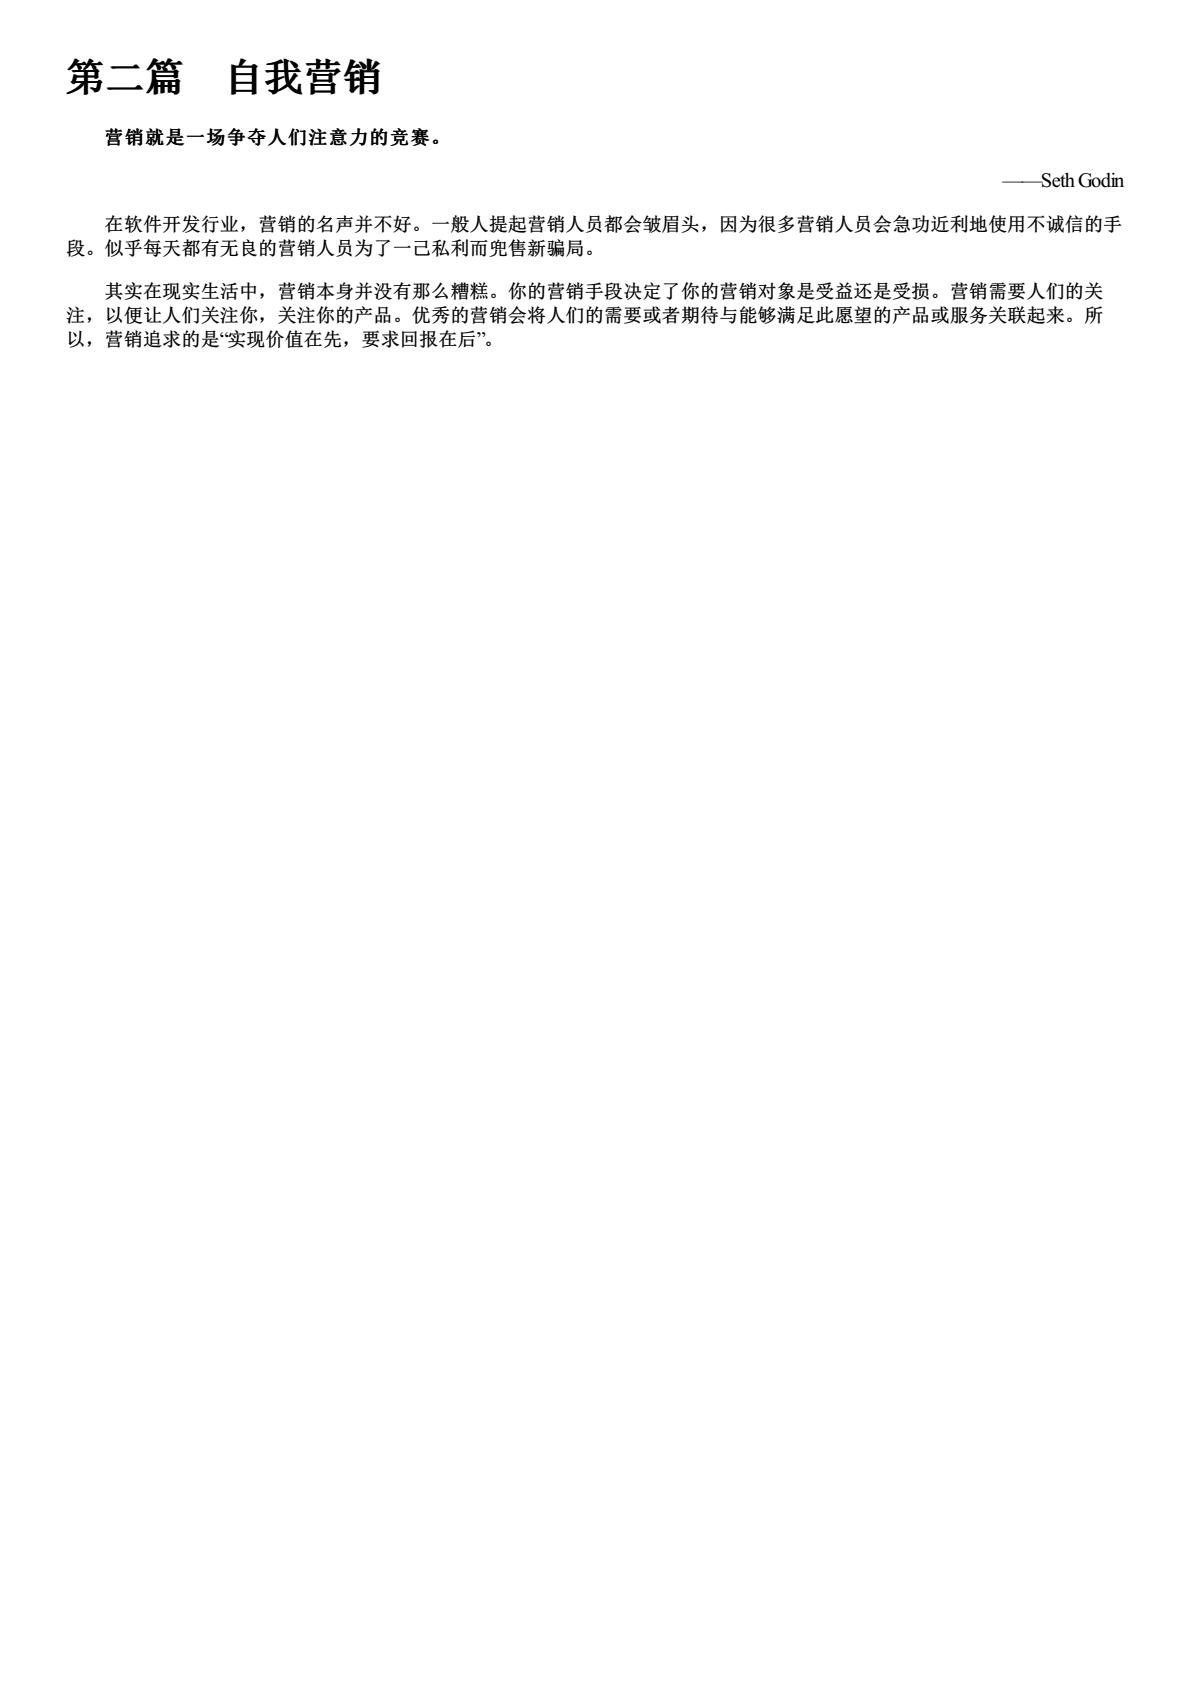 第二篇　自我营销
营销就是一场争夺人们注意力的竞赛。
——Seth Godin
在软件开发行业，营销的名声并不好。一般人提起营销人员都会皱眉头，因为很多营销人员会急功近利地使用不诚信的手
段。似乎每天都有无良的营销人员为了一己私利而兜售新骗局。
其实在现实生活中，营销本身并没有那么糟糕。你的营销手段决定了你的营销对象是受益还是受损。营销需要人们的关
注，以便让人们关注你，关注你的产品。优秀的营销会将人们的需要或者期待与能够满足此愿望的产品或服务关联起来。所
以，营销追求的是“实现价值在先，要求回报在后”。